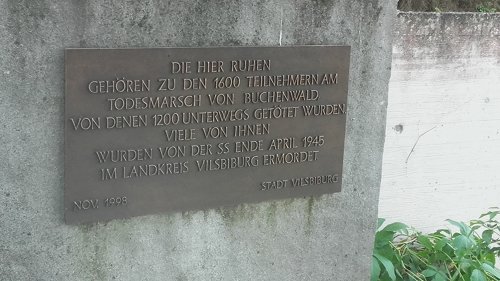 DIE HIER RUHEN
GEHÖREN ZU DEN 1600 TEILNEHMERN AM
TODESMARSCH VON BUCHENWALD
VON DENEN 1200 UNTERWEGS GETÖTET WURDEN.
VIELE VON IHNEN
WURDEN VON DER SS ENDE APRIL 1945
IM LANDKREIS VILSBIBURG ERMORDET.
STADT VILSBIBURG
NOV. 1998